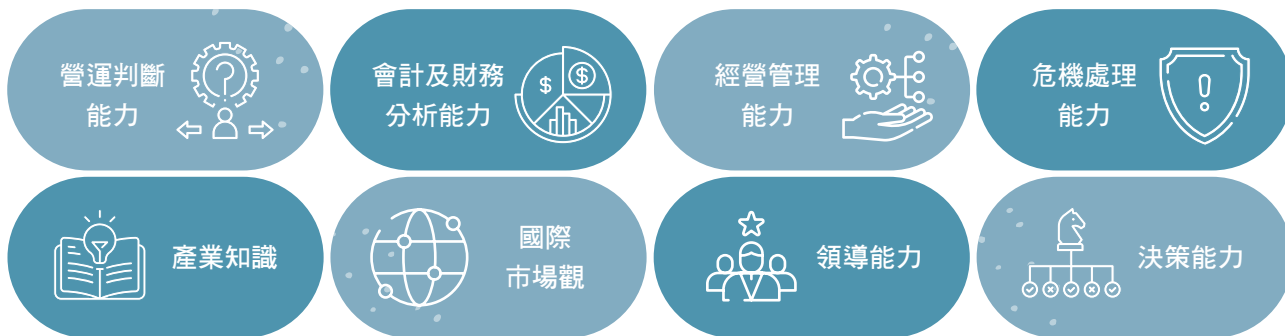 營運判斷
能力
會計及財務
分析能力
$
$
經營管理
能力
危機處理
能力
產業知識
國際
市場觀
領導能力
決策能力